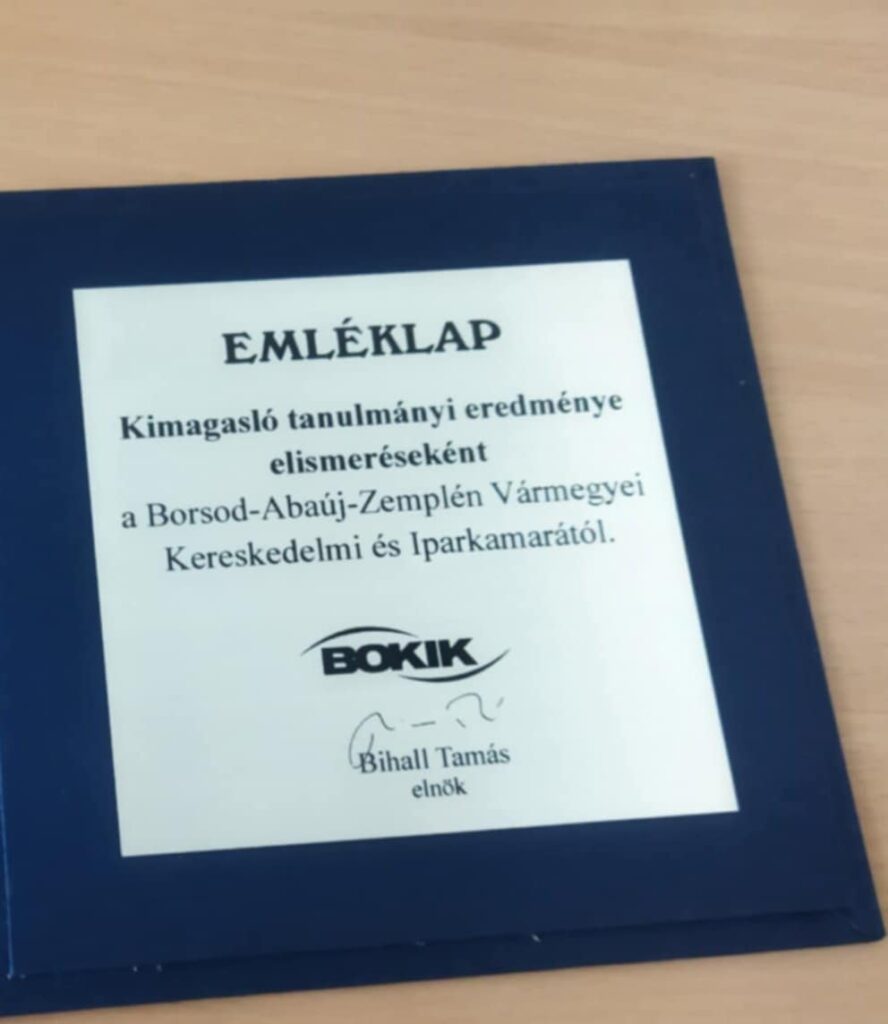 EMLÉKLAP
Kimagasló tanulmányi eredménye
elismeréseként
a Borsod-Abaúj-Zemplén Vármegyei
Kereskedelmi és Iparkamarától.
BOKIK
Bihall Tamás
elnök